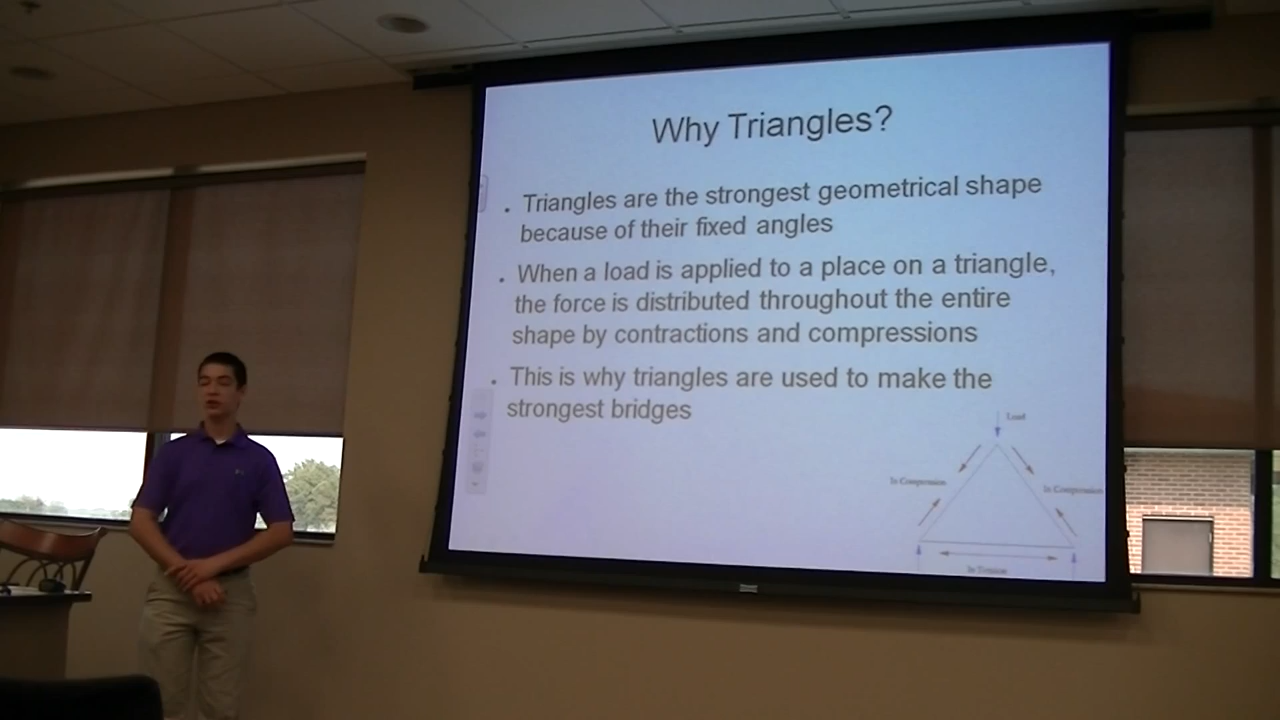 Why Triangles?
. Triangles are the strongest geometrical shape
because of their fixed angles
. When a load is applied to a place on a triangle,
the force is distributed throughout the entire
shape by contractions and compressions
. This is why triangles are used to make the
strongest bridges
Load
In Compression
In Compression
In Tension